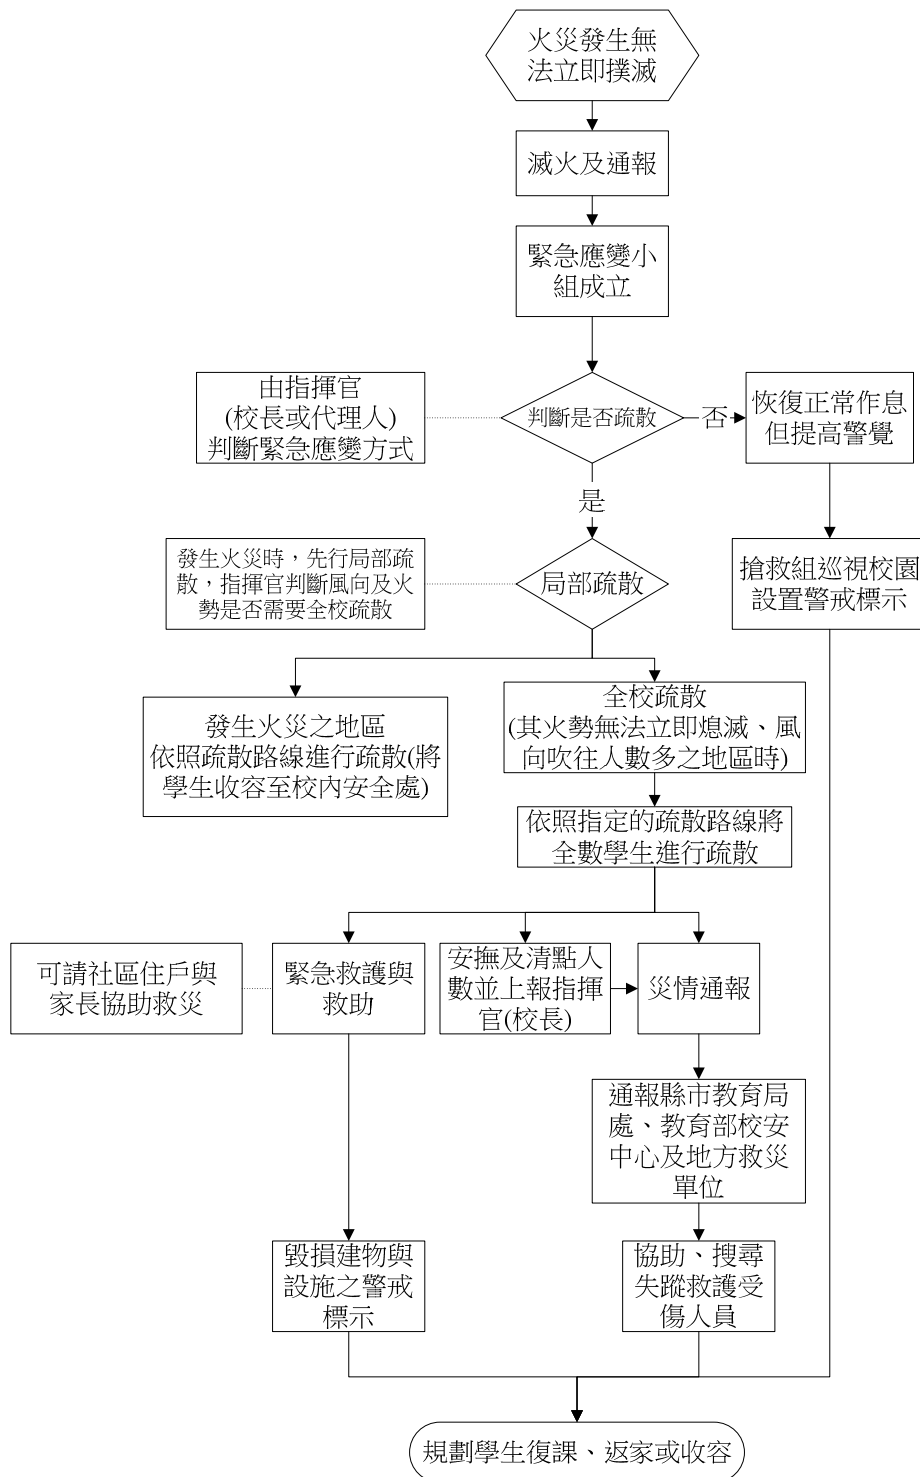 火災發生無
法立即撲滅
滅火及通報
緊急應變小
組成立
由指揮官
(校長或代理人)
判斷緊急應變方式
判斷是否疏散
否
恢復正常作息
但提高警覺
是
發生火災時，先行局部疏
散，指揮官判斷風向及火
勢是否需要全校疏散
局部疏散
搶救組巡視校園
設置警戒標示
發生火災之地區
依照疏散路線進行疏散(將
學生收容至校內安全處)
全校疏散
(其火勢無法立即熄滅、風
向吹往人數多之地區時)
依照指定的疏散路線將
全數學生進行疏散
可請社區住戶與
家長協助救災
緊急救護與
救助
安撫及清點人
數並上報指揮
官(校長)
災情通報
通報縣市教育局
處、教育部校安
中心及地方救災
單位
毀損建物與
設施之警戒
標示
協助、搜尋
失蹤救護受
傷人員
規劃學生復課、返家或收容